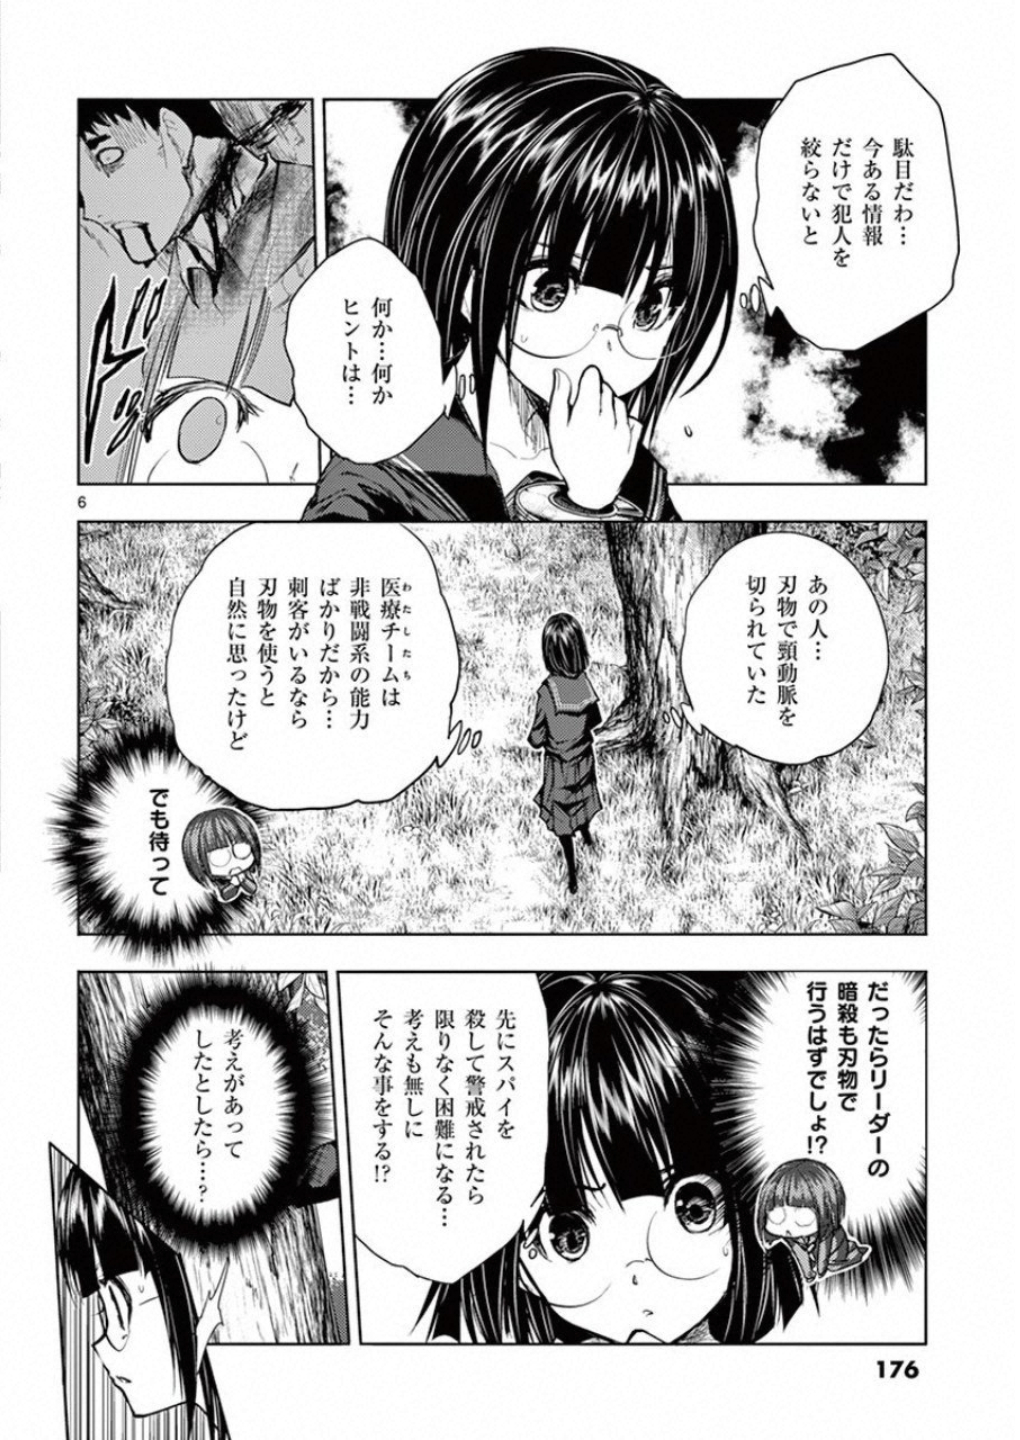 駄目だわ…
今ある情報
だけで犯人を
絞らないと
何か…何か
ヒントは…
ドクン
6
あの人…
刃物で頸動脈を
切られていた
医療チームは
わたしたち
非戦闘系の能力
ばかりだから…
刺客がいるなら
刃物を使うと
自然に思ったけど
でも待って
だったらリーダーの
暗殺も刃物で
行うはずでしょ!?
先にスパイを
殺して警戒されたら
限りなく困難になる…
考えも無しに
そんな事をする!?
考えがあって
したとしたら…?
176